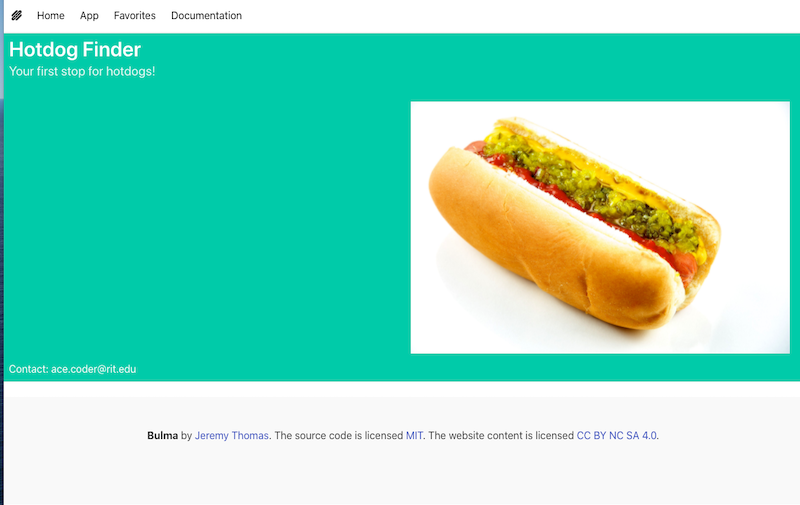 Home App Favorites Documentation
Hotdog Finder
Your first stop for hotdogs!
Contact: ace.coder@rit.edu
Bulma by Jeremy Thomas. The source code is licensed MIT. The website content is licensed CC BY NC SA 4.0.